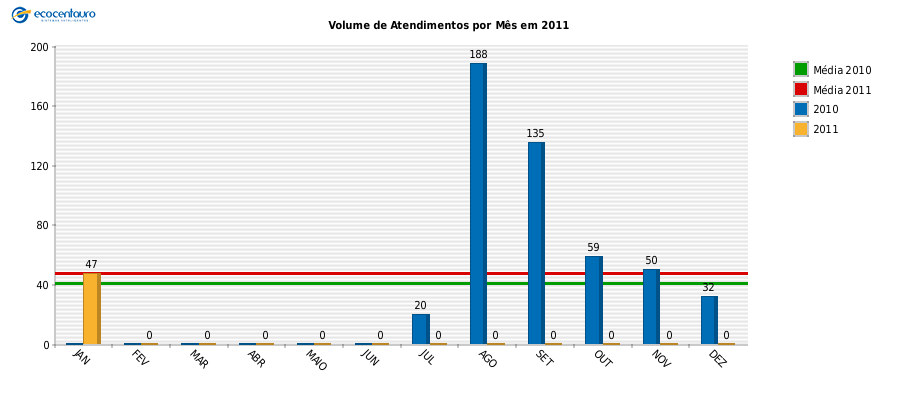 ecocentauro
Volume de Atendimentos por Mês em 2011
200
160
120
80
40
0
47
0
0
0
0
0
20
0
188
0
135
0
59
0
50
0
32
0
JAN
FEV
MAR
ABR
MAIO
JUN
JUL
AGO
SET
OUT
NOV
DEZ
Média 2010
Média 2011
2010
2011